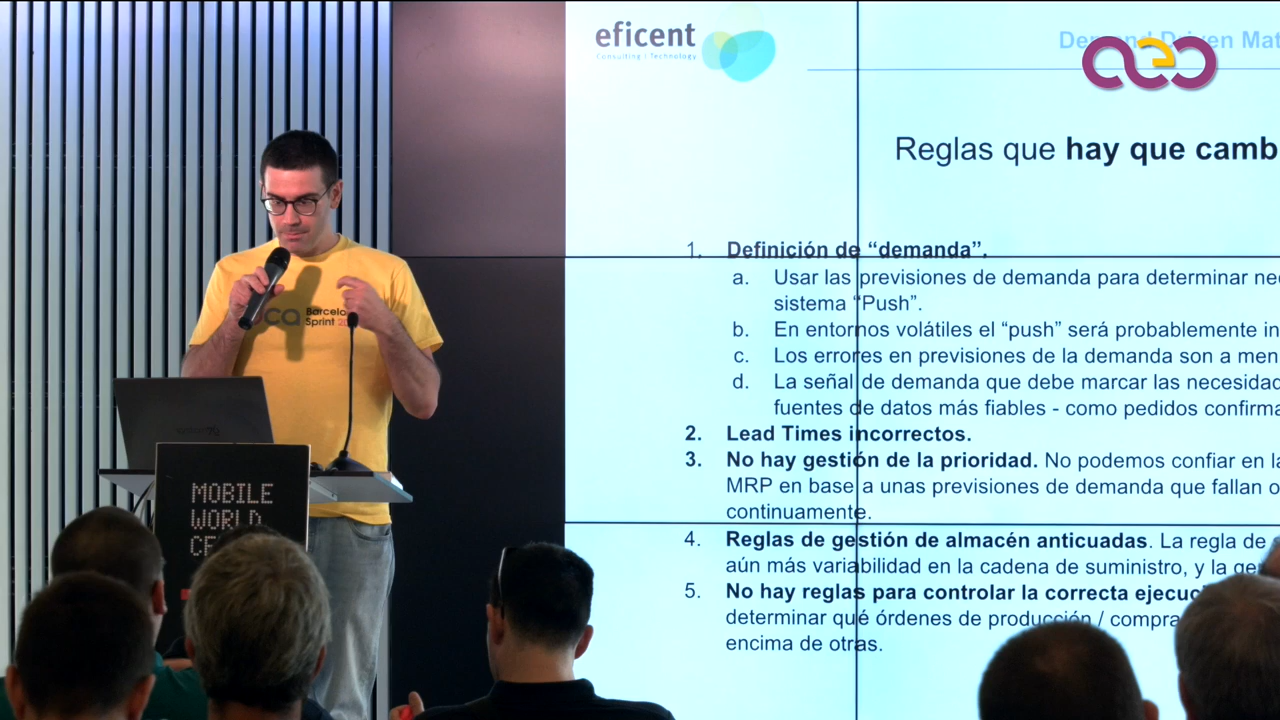 eficent
Consulting | Technology
aeo
Reglas que hay que camb
1. Definición de “demanda”.
a. Usar las previsiones de demanda para determinar ne
sistema “Push”.
b. En entornos volátiles el “push” será probablemente in
c. Los errores en previsiones de la demanda son a men
d. La señal de demanda que debe marcar las necesidad
fuentes de datos más fiables - como pedidos confirma
2. Lead Times incorrectos.
3. No hay gestión de la prioridad. No podemos confiar en la
MRP en base a unas previsiones de demanda que fallan o
continuamente.
4. Reglas de gestión de almacén anticuadas. La regla de
aún más variabilidad en la cadena de suministro, y la ge
5. No hay reglas para controlar la correcta ejecuc
determinar qué órdenes de producción / compra
encima de otras.
ca Barcelo
Sprint 20
MOBILE
WORLD
CE